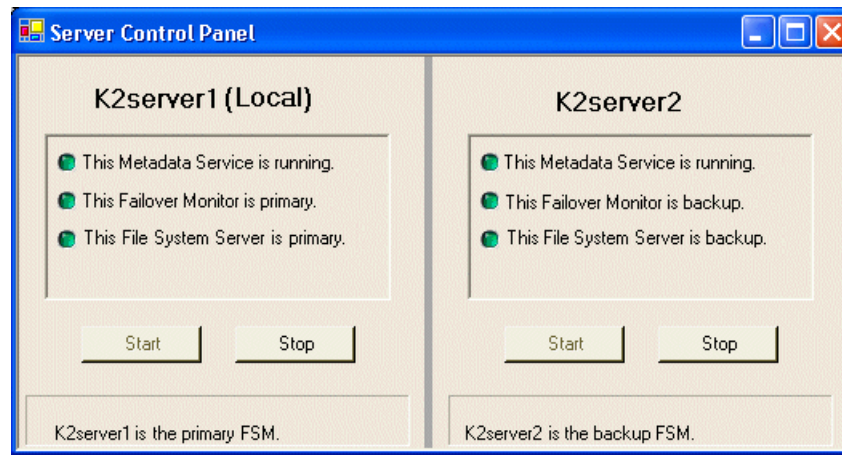 Server Control Panel
K2server1 (Local)
This Metadata Service is running.
This Failover Monitor is primary.
This File System Server is primary.
Start Stop
K2server1 is the primary FSM.
K2server2
This Metadata Service is running.
This Failover Monitor is backup.
This File System Server is backup.
Start Stop
K2server2 is the backup FSM.